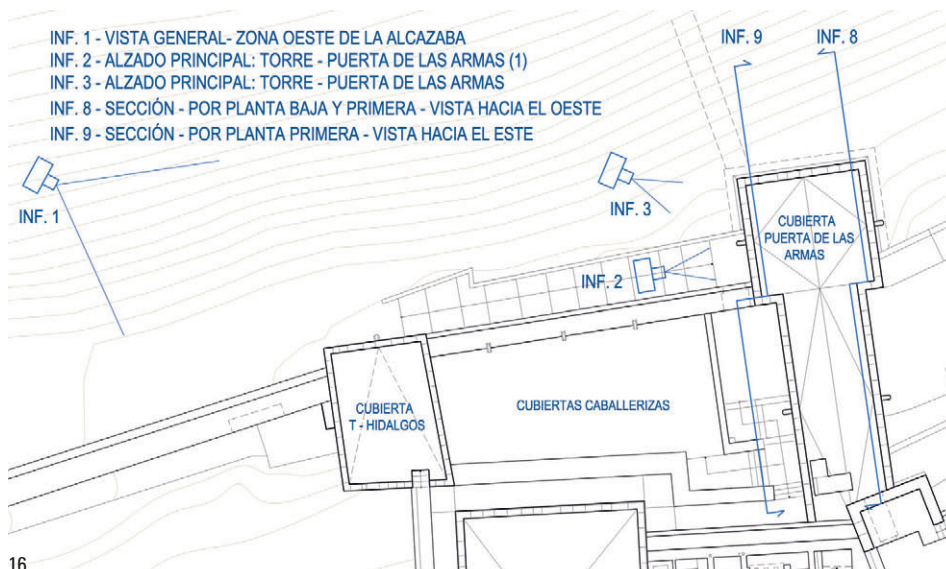 INF. 1 - VISTA GENERAL- ZONA OESTE DE LA ALCAZABA
INF. 2 - ALZADO PRINCIPAL: TORRE - PUERTA DE LAS ARMAS (1)
INF. 3 - ALZADO PRINCIPAL: TORRE - PUERTA DE LAS ARMAS
INF. 8 - SECCIÓN - POR PLANTA BAJA Y PRIMERA - VISTA HACIA EL OESTE
INF. 9 - SECCIÓN - POR PLANTA PRIMERA - VISTA HACIA EL ESTE
INF. 9
INF. 8
INF. 1
INF. 3
CUBIERTA
PUERTA DE LAS
ARMAS
INF. 2
CUBIERTA
T - HIDALGOS
CUBIERTAS CABALLERIZAS
16